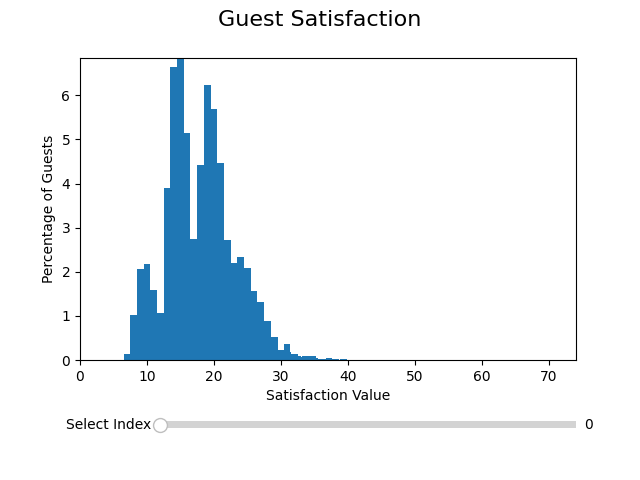 Guest Satisfaction
Percentage of Guests
6
5
4
3
2
1
0
0 10 20 30 40 50 60 70
Satisfaction Value
Select Index 0